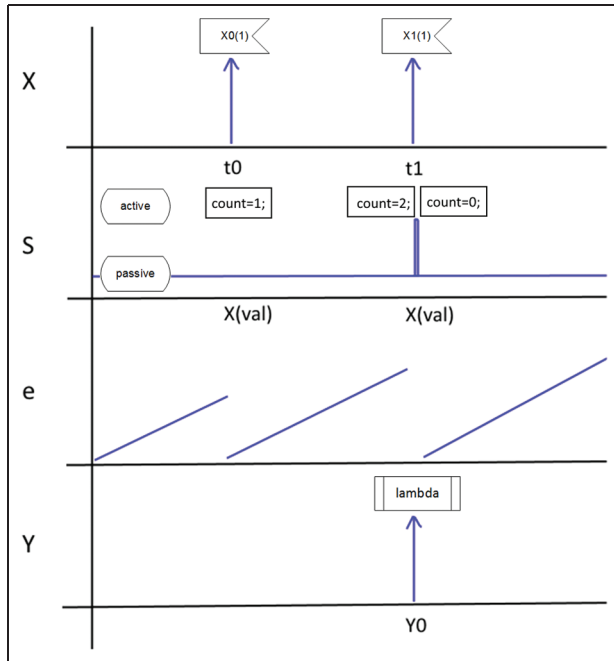 X0(1)
X1(1)
X
t0
t1
active
count=1;
count=2;
count=0;
S
passive
X(val)
X(val)
e
lambda
Y
Y0